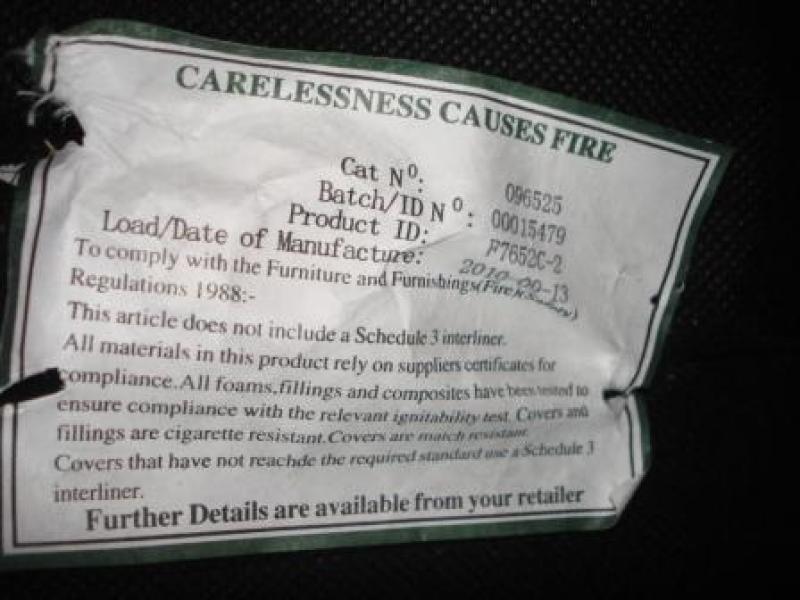 CARELESSNESS CAUSES FIRE
Cat Nº: 096525
Batch/ID Nº: 00015479
Product ID: F7652C-2
Load/Date of Manufacture: 2010-09-13
To comply with the Furniture and Furnishings(Fire)(Safety)
Regulations 1988:-
This article does not include a Schedule 3 interliner.
All materials in this product rely on suppliers certificates for
compliance.All foams,fillings and composites have been tested to
ensure compliance with the relevant ignitability test. Covers and
fillings are cigarette resistant.Covers are match resistant.
Covers that have not reachde the required standard use a Schedule 3
interliner.
Further Details are available from your retailer